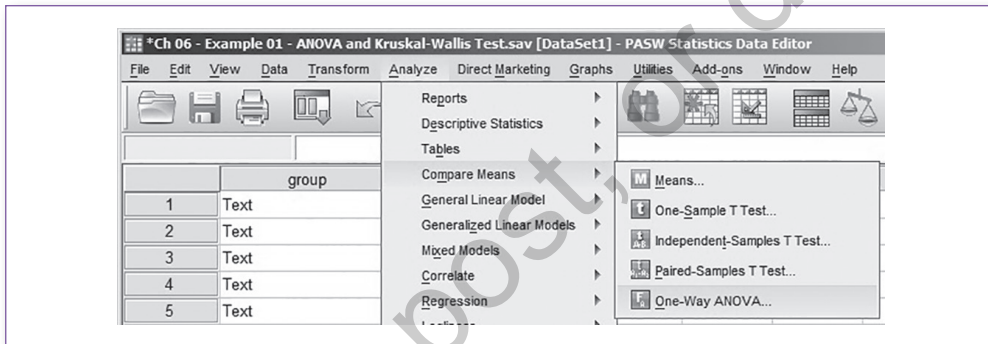 *Ch 06 - Example 01 - ANOVA and Kruskal-Wallis Test.sav [DataSet1] - PASW Statistics Data Editor
File Edit View Data Transform Analyze Direct Marketing Graphs Utilities Add-ons Window Help
Reports
Descriptive Statistics
Tables
Compare Means
General Linear Model
Generalized Linear Models
Mixed Models
Correlate
Regression
M Means...
t One-Sample T Test...
Independent-Samples T Test...
Paired-Samples T Test...
One-Way ANOVA...
group
1 Text
2 Text
3 Text
4 Text
5 Text
post, or